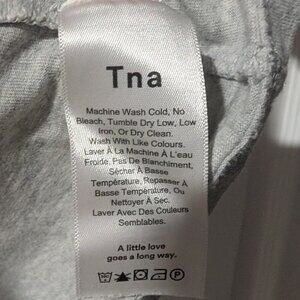 Tna
Machine Wash Cold, No
Bleach, Tumble Dry Low, Low
Iron, Or Dry Clean.
Wash With Like Colours.
Laver À La Machine À L'eau
Froide, Pas De Blanchiment,
Sécher À Basse
Température, Repasser À
Basse Température, Ou
Nettoyer À Sec.
Laver Avec Des Couleurs
Semblables.
A little love
goes a long way.